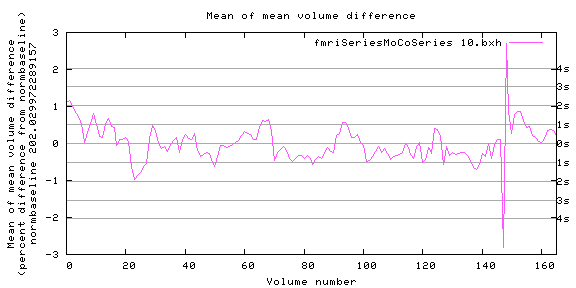 Mean of mean volume difference
fmriSeriesMoCoSeries 10.bxh
Mean of mean volume difference
(percent difference from normbaseline)
normbaseline 202.029972289157
3
2
1
0
-1
-2
-3
4s
3s
2s
1s
0s
1s
2s
3s
4s
0 20 40 60 80 100 120 140 160
Volume number